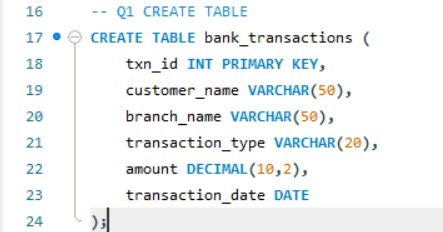 16 -- Q1 CREATE TABLE
17 CREATE TABLE bank_transactions (
18 txn_id INT PRIMARY KEY,
19 customer_name VARCHAR(50),
20 branch_name VARCHAR(50),
21 transaction_type VARCHAR(20),
22 amount DECIMAL(10,2),
23 transaction_date DATE
24 );